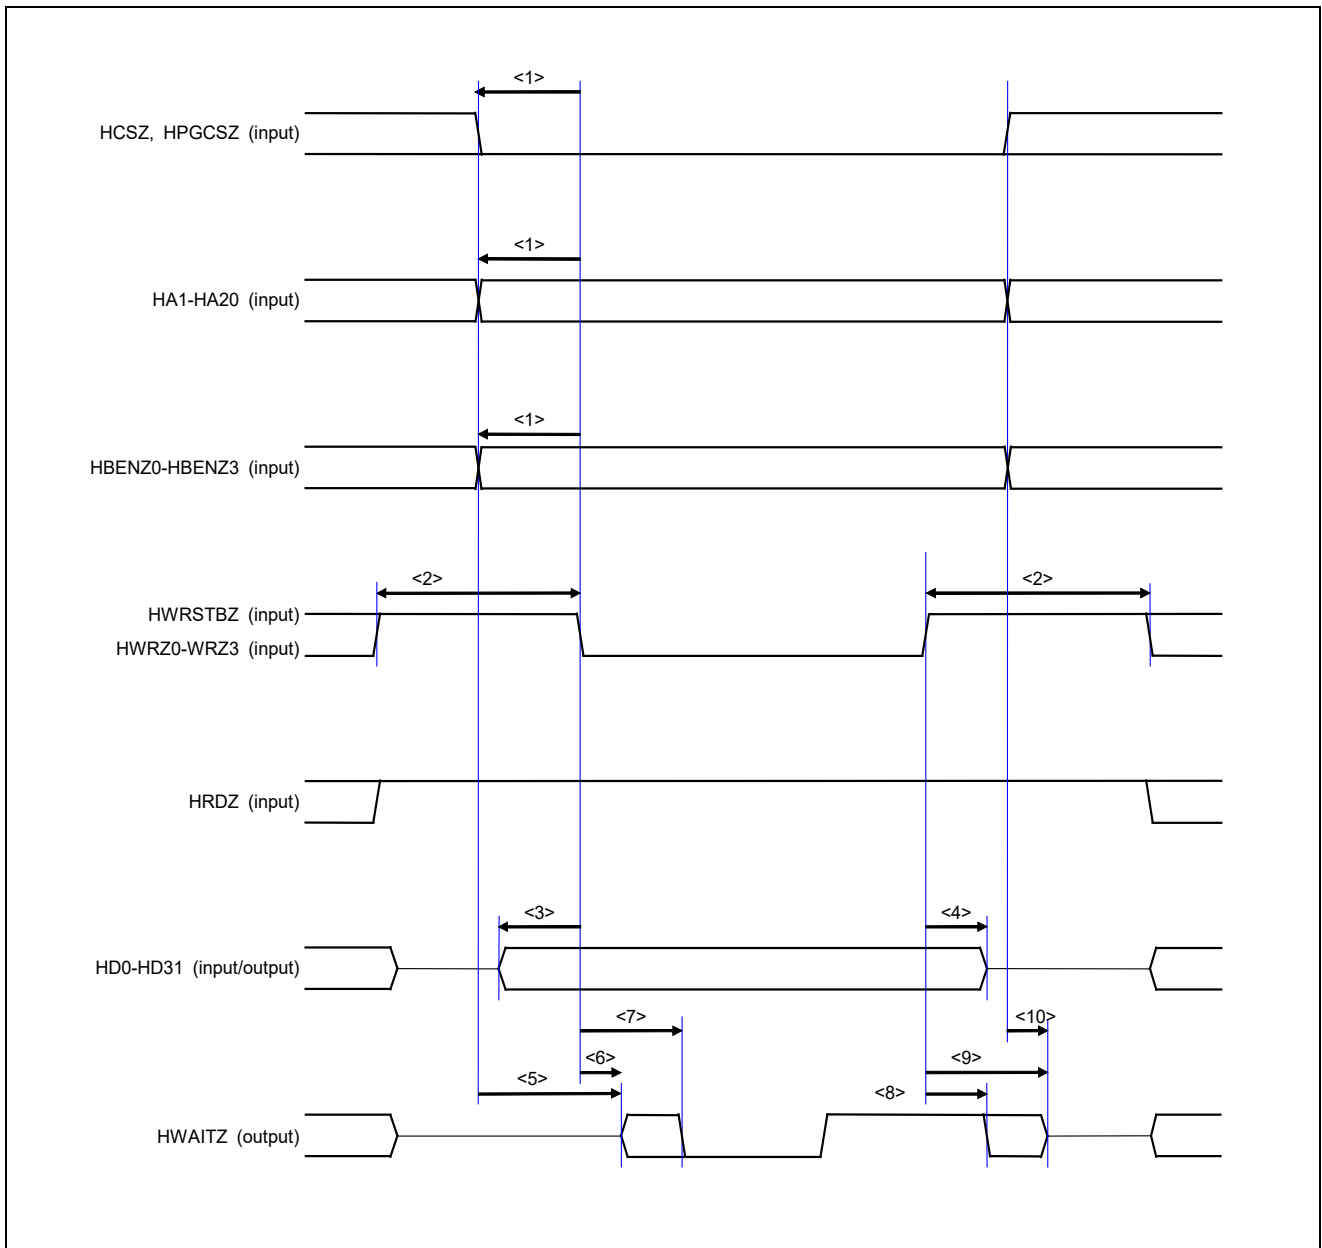 <1>
HCSZ, HPGCSZ (input)
<1>
HA1-HA20 (input)
<1>
HBENZ0-HBENZ3 (input)
<2> <2>
HWRSTBZ (input)
HWRZ0-WRZ3 (input)
HRDZ (input)
<3> <4>
HD0-HD31 (input/output)
<7> <10>
<6> <9>
<5> <8>
HWAITZ (output)